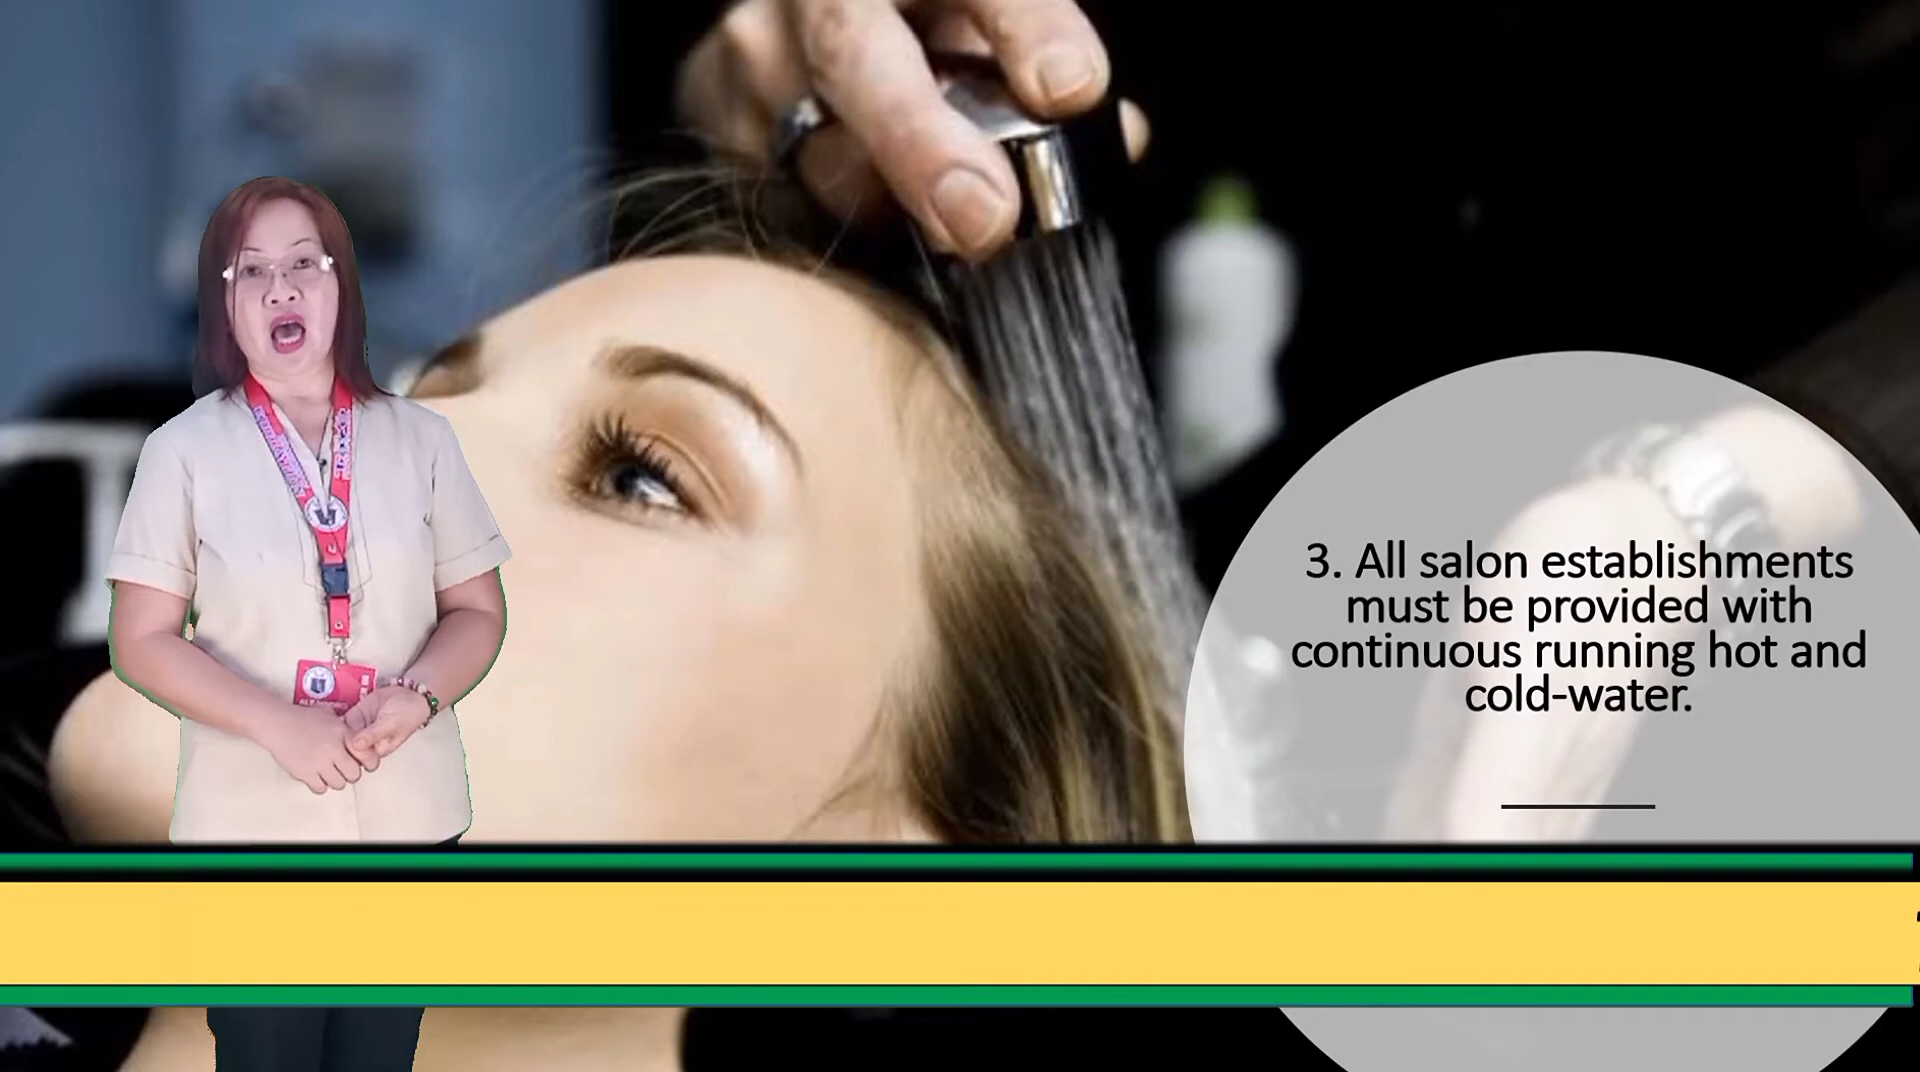 3. All salon establishments
must be provided with
continuous running hot and
cold-water.